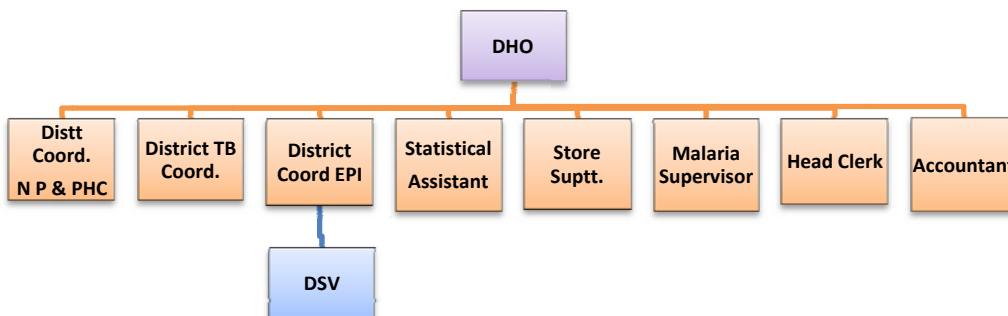 DHO
Distt
Coord.
N P & PHC
District TB
Coord.
District
Coord EPI
Statistical
Assistant
Store
Suptt.
Malaria
Supervisor
Head Clerk
Accountant
DSV